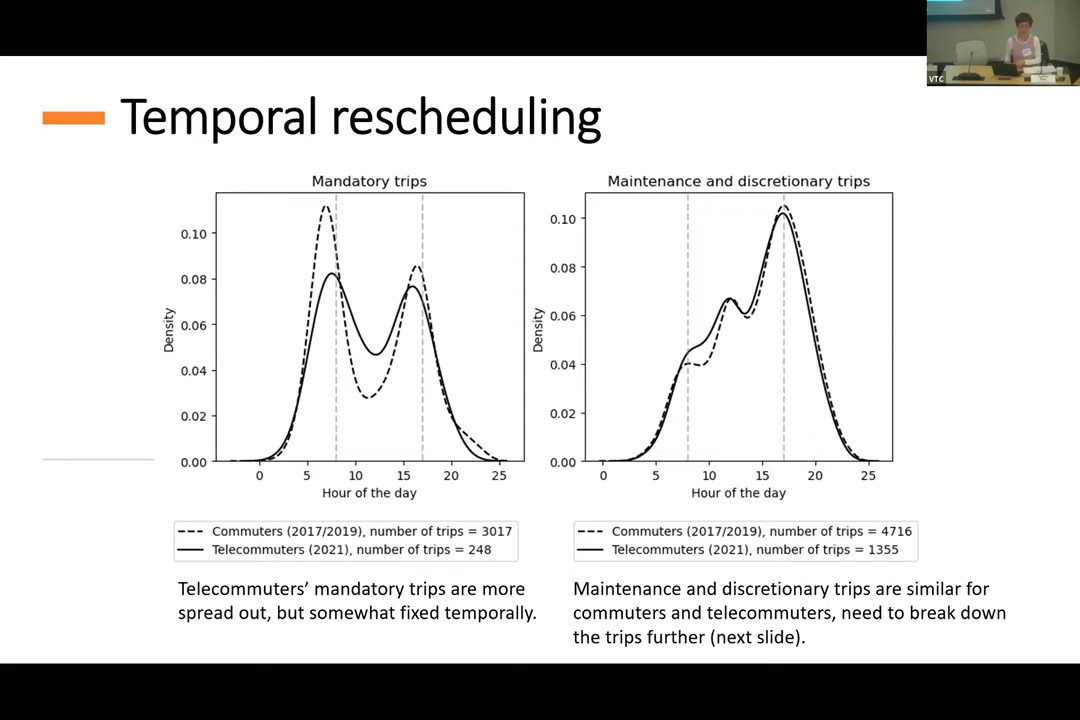 VTC
Temporal rescheduling
Mandatory trips
Density
0.10
0.08
0.06
0.04
0.02
0.00
0 5 10 15 20 25
Hour of the day
Commuters (2017/2019), number of trips = 3017
Telecommuters (2021), number of trips = 248
Telecommuters’ mandatory trips are more
spread out, but somewhat fixed temporally.
Maintenance and discretionary trips
Density
0.10
0.08
0.06
0.04
0.02
0.00
0 5 10 15 20 25
Hour of the day
Commuters (2017/2019), number of trips = 4716
Telecommuters (2021), number of trips = 1355
Maintenance and discretionary trips are similar for
commuters and telecommuters, need to break down
the trips further (next slide).